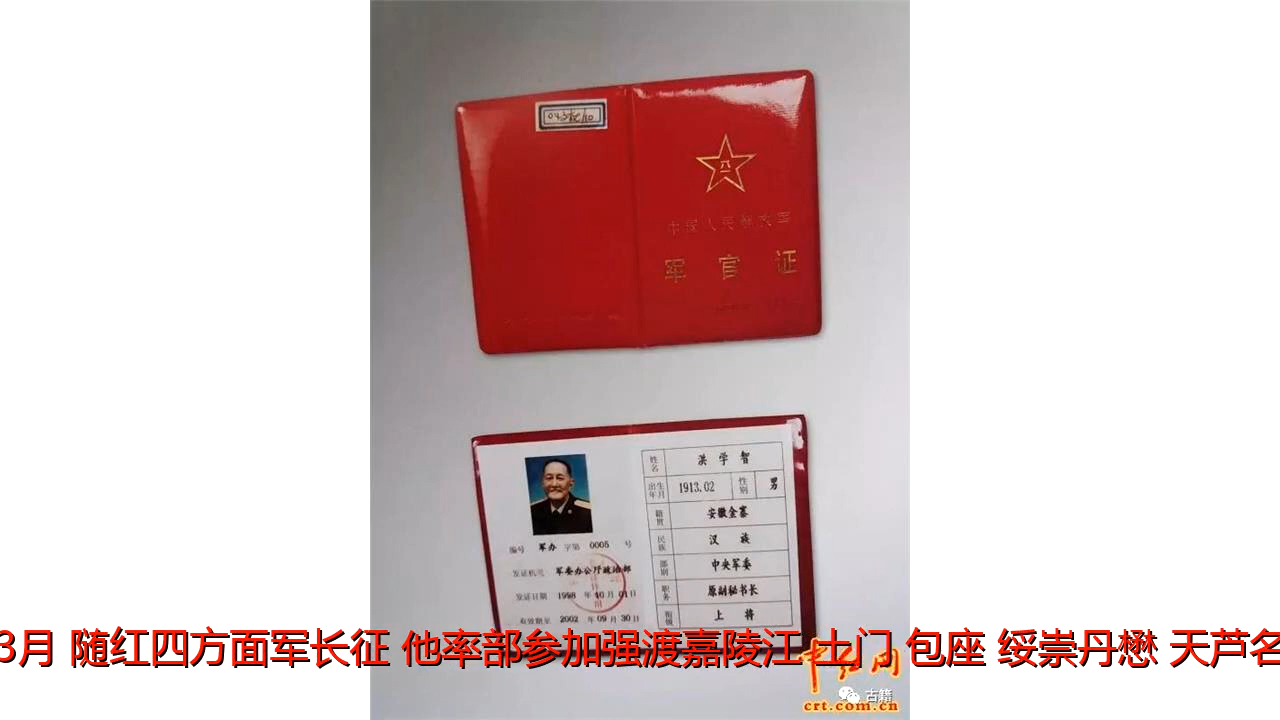 中国人民解放军
军官证
八一
姓名 洪学智
出生年月 1913.02 性别 男
籍贯 安徽金寨
民族 汉族
部别 中央军委
职务 原副秘书长
衔级 上将
编号 军办 字第 0005 号
发证机关 军委办公厅政治部
发证日期 1998 年 10 月 01 日
有效期至 2002 年 09 月 30 日
3月 随红四方面军长征 他率部参加强渡嘉陵江 土门 包座 绥崇丹懋 天芦名
中红网
古籍
crt.com.cn